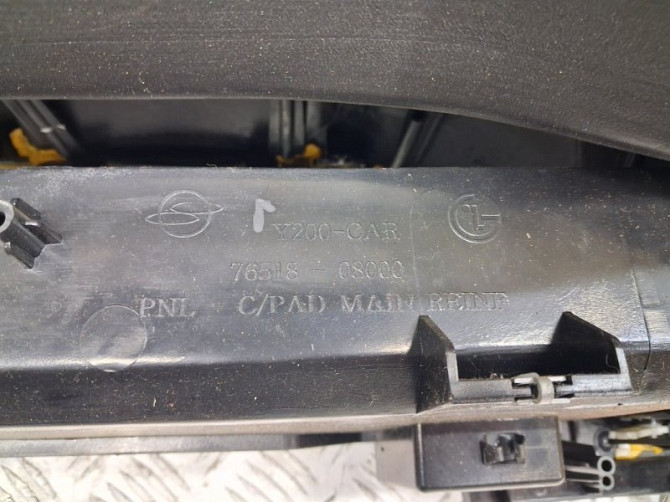 Y200-CAR
76518 - 08000
PNL - C/PAD MAIN REINF